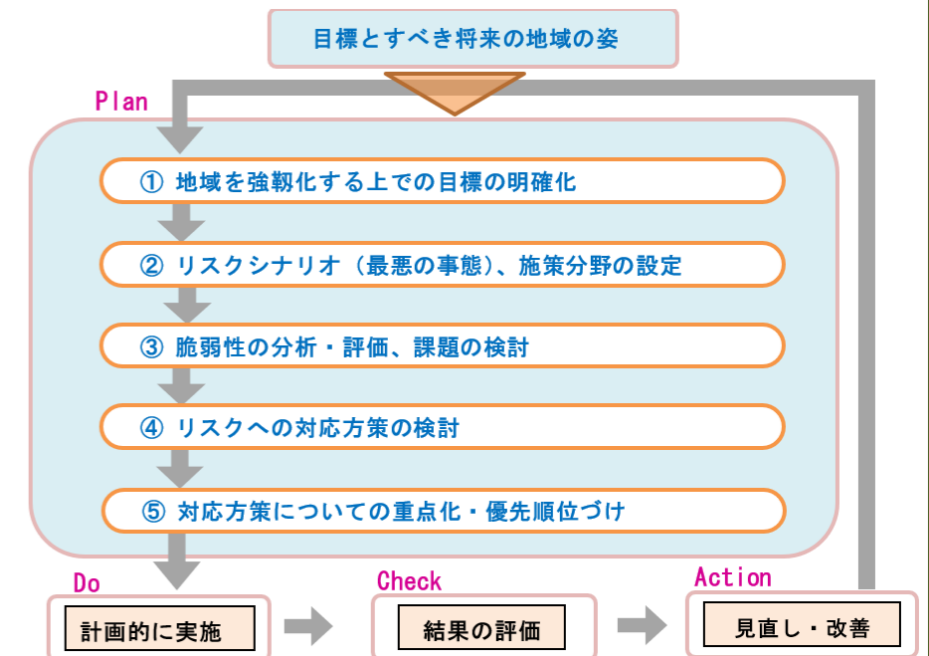 目標とすべき将来の地域の姿
Plan
① 地域を強靱化する上での目標の明確化
② リスクシナリオ（最悪の事態）、施策分野の設定
③ 脆弱性の分析・評価、課題の検討
④ リスクへの対応方策の検討
⑤ 対応方策についての重点化・優先順位づけ
Do
計画的に実施
Check
結果の評価
Action
見直し・改善